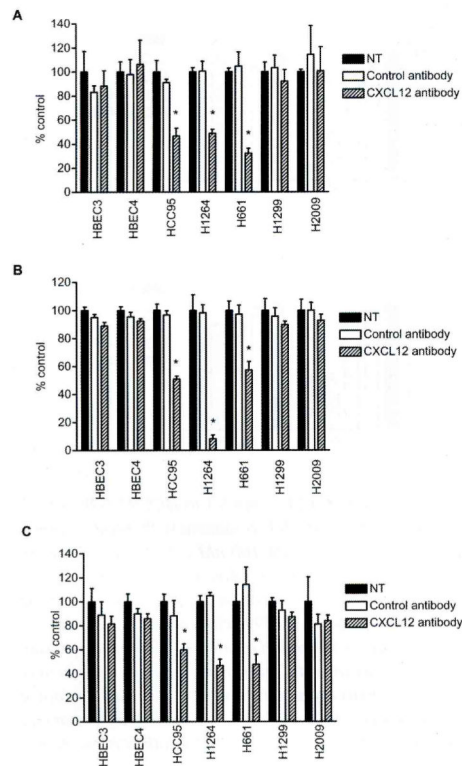 A
140
120
100
80
60
40
20
0
% control
NT
Control antibody
CXCL12 antibody
*
*
*
HBEC3
HBEC4
HCC95
H1264
H661
H1299
H2009
B
120
100
80
60
40
20
0
% control
NT
Control antibody
CXCL12 antibody
*
*
*
HBEC3
HBEC4
HCC95
H1264
H661
H1299
H2009
C
140
120
100
80
60
40
20
0
% control
NT
Control antibody
CXCL12 antibody
*
*
*
HBEC3
HBEC4
HCC95
H1264
H661
H1299
H2009